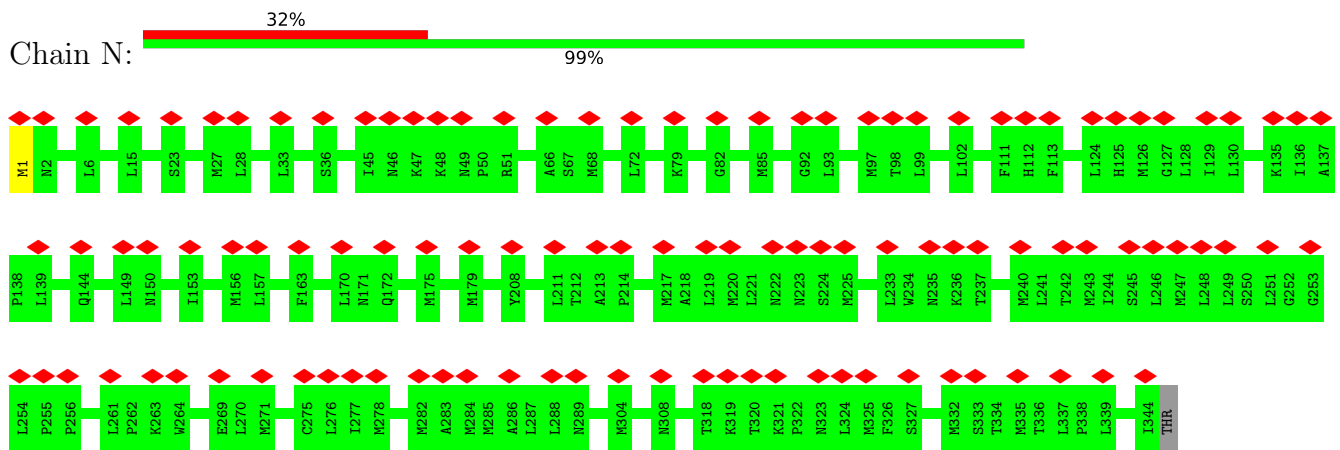 32%
Chain N:
99%
M1 N2 L6 L15 S23 M27 L28 L33 S36 I45 N46 K47 K48 N49 P50 R51 A66 S67 M68 L72 K79 G82 M85 G92 L93 M97 T98 L99 L102 F111 H112 F113 L124 H125 M126 G127 L128 I129 L130 K135 I136 A137
P138 L139 Q144 L149 N150 I153 M156 L157 F163 L170 N171 Q172 M175 M179 Y208 L211 T212 A213 P214 M217 A218 L219 M220 L221 N222 N223 S224 M225 L233 W234 N235 K236 T237 M240 L241 T242 M243 I244 S245 L246 M247 L248 L249 S250 L251 G252 G253
L254 P255 P256 L261 P262 K263 W264 E269 L270 M271 C275 L276 I277 M278 M282 A283 M284 M285 A286 L287 L288 N289 M304 N308 T318 K319 T320 K321 P322 N323 L324 M325 F326 S327 M332 S333 T334 M335 T336 L337 P338 L339 I344 THR